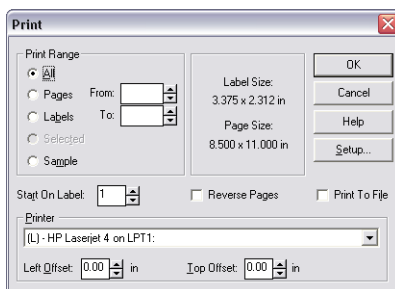 Print
Print Range
All
Pages From:
Labels To:
Selected
Sample
Label Size:
3.375 x 2.312 in
Page Size:
8.500 x 11.000 in
OK
Cancel
Help
Setup...
Start On Label: 1
Reverse Pages
Print To File
Printer
(L) - HP Laserjet 4 on LPT1:
Left Offset: 0.00 in Top Offset: 0.00 in